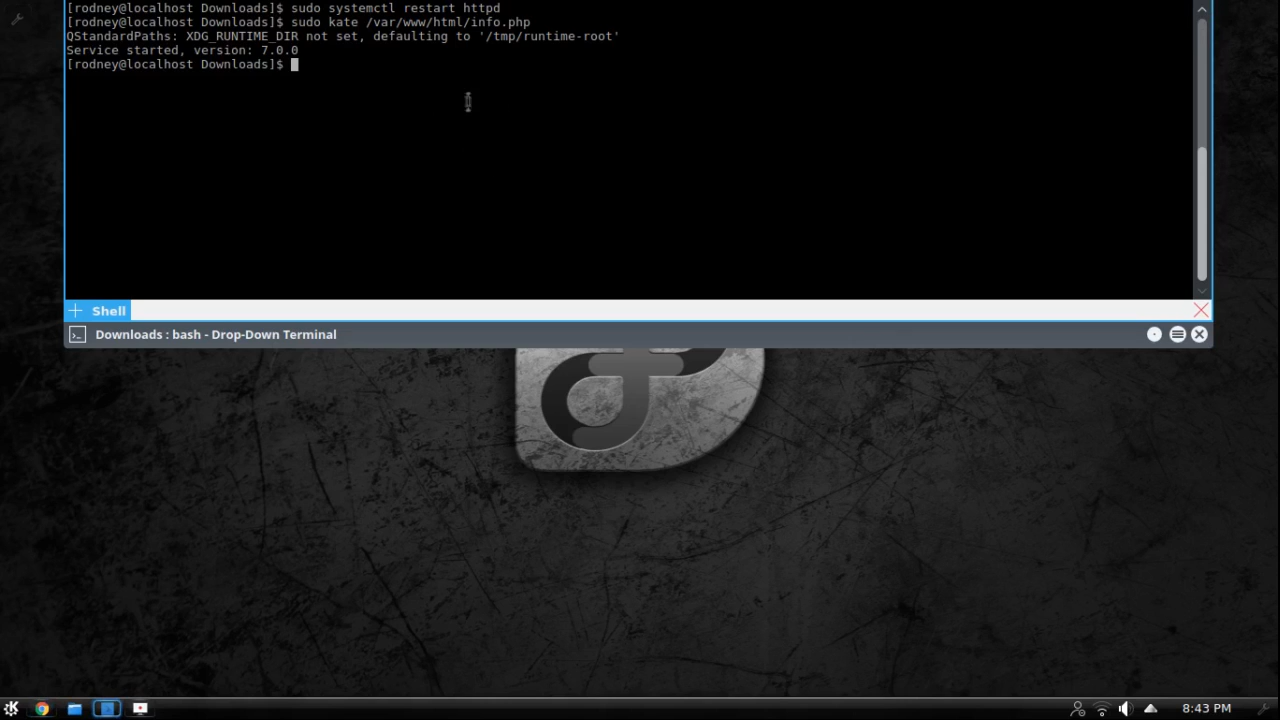 [rodney@localhost Downloads]$ sudo systemctl restart httpd
[rodney@localhost Downloads]$ sudo kate /var/www/html/info.php
QStandardPaths: XDG_RUNTIME_DIR not set, defaulting to '/tmp/runtime-root'
Service started, version: 7.0.0
[rodney@localhost Downloads]$
Shell
Downloads : bash - Drop-Down Terminal
8:43 PM